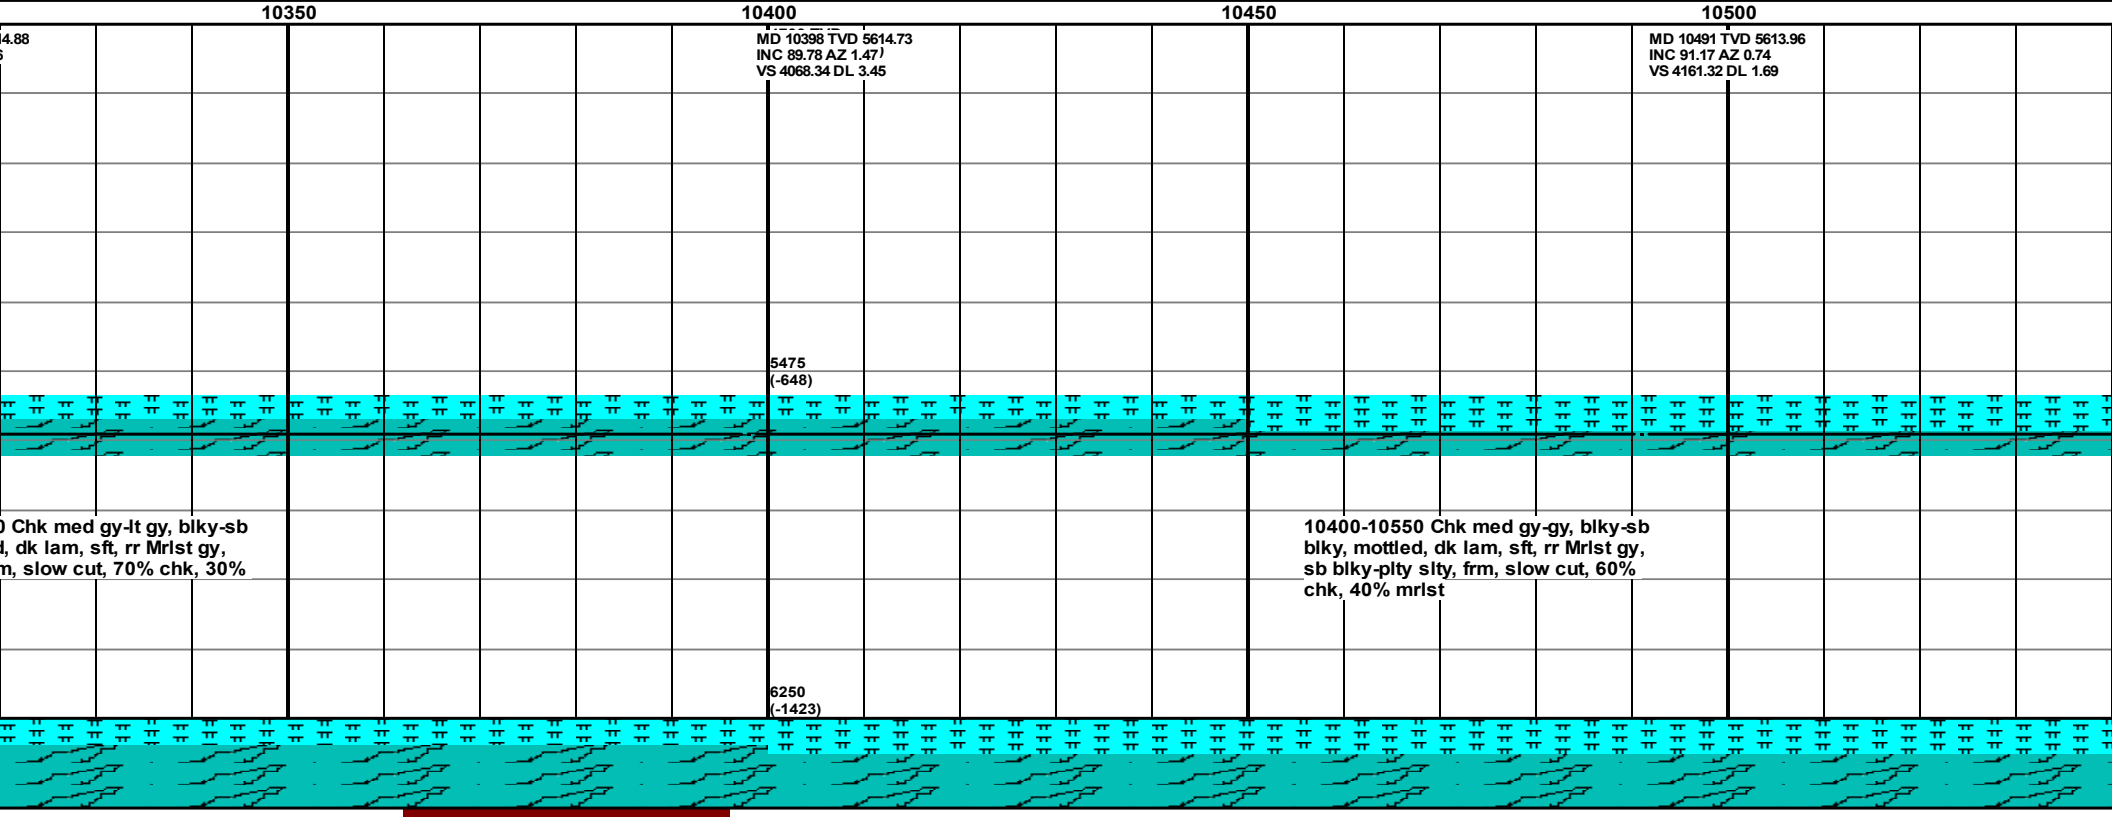 10350 10400 10450 10500
4.88
MD 10398 TVD 5614.73
INC 89.78 AZ 1.47)
VS 4068.34 DL 3.45
MD 10491 TVD 5613.96
INC 91.17 AZ 0.74
VS 4161.32 DL 1.69
5475
(-648)
0 Chk med gy-lt gy, blky-sb
d, dk lam, sft, rr Mrlst gy,
m, slow cut, 70% chk, 30%
10400-10550 Chk med gy-gy, blky-sb
blky, mottled, dk lam, sft, rr Mrlst gy,
sb blky-plty slty, frm, slow cut, 60%
chk, 40% mrlst
6250
(-1423)